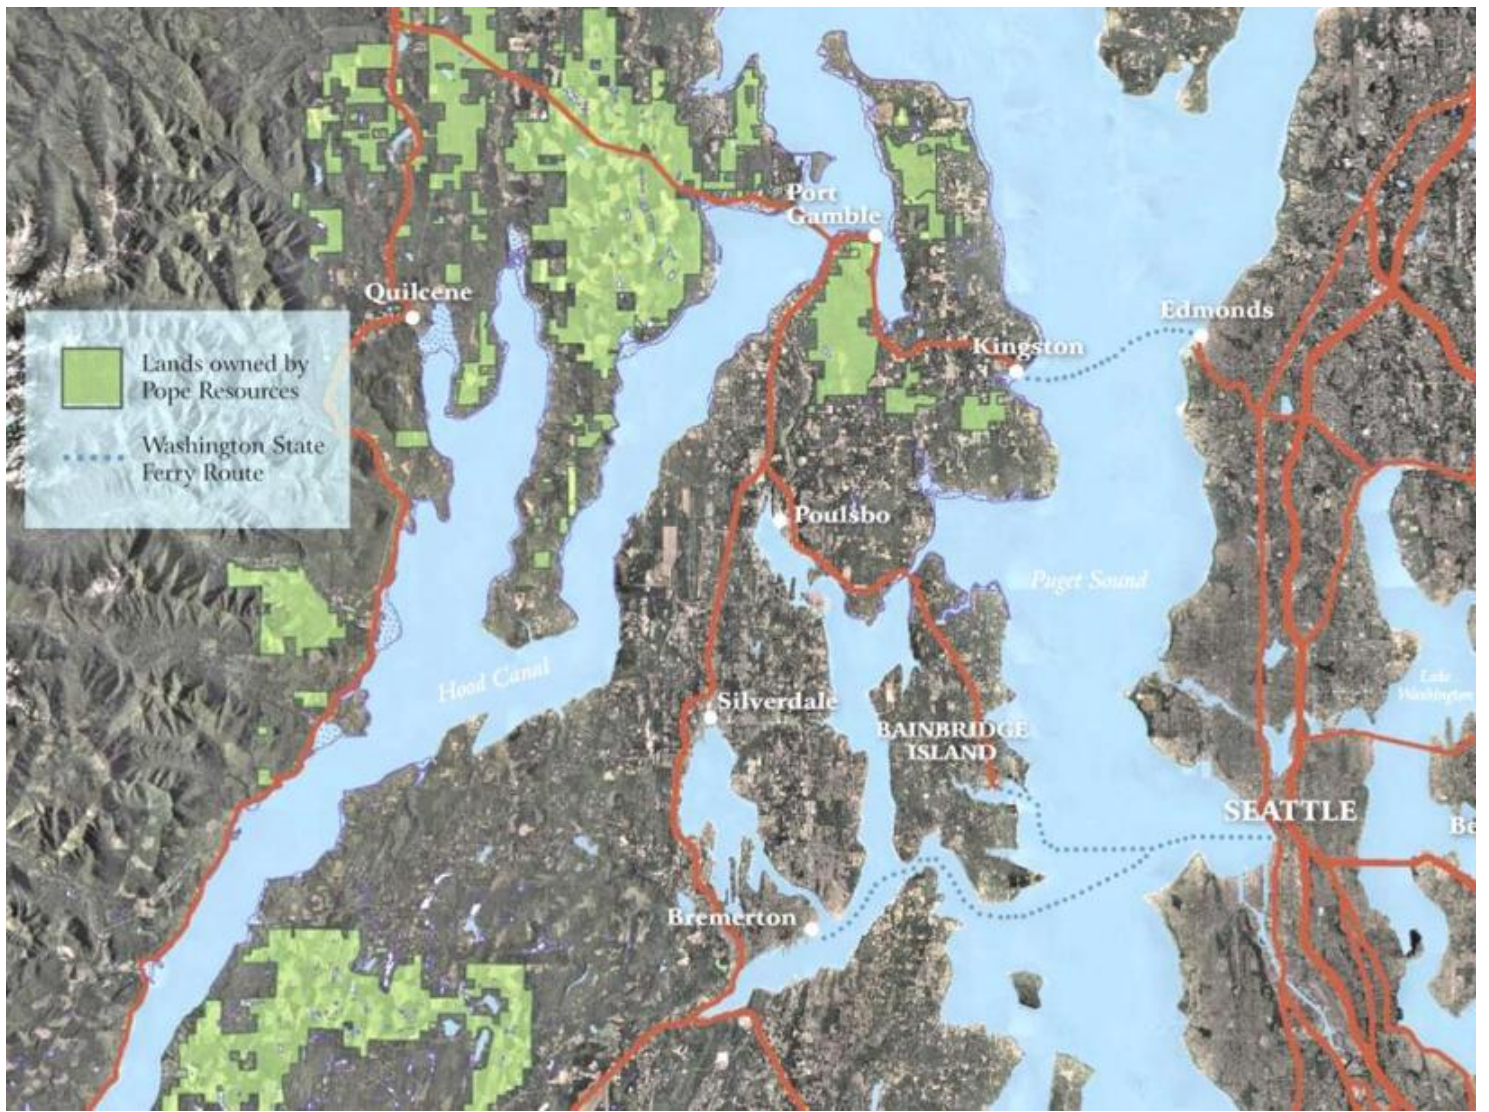 Port
Gamble
Quilcene
Edmonds
Kingston
Lands owned by
Pope Resources
Washington State
Ferry Route
Poulsbo
Puget Sound
Hood Canal
Lake
Washington
Silverdale
BAINBRIDGE
ISLAND
SEATTLE
Be
Bremerton